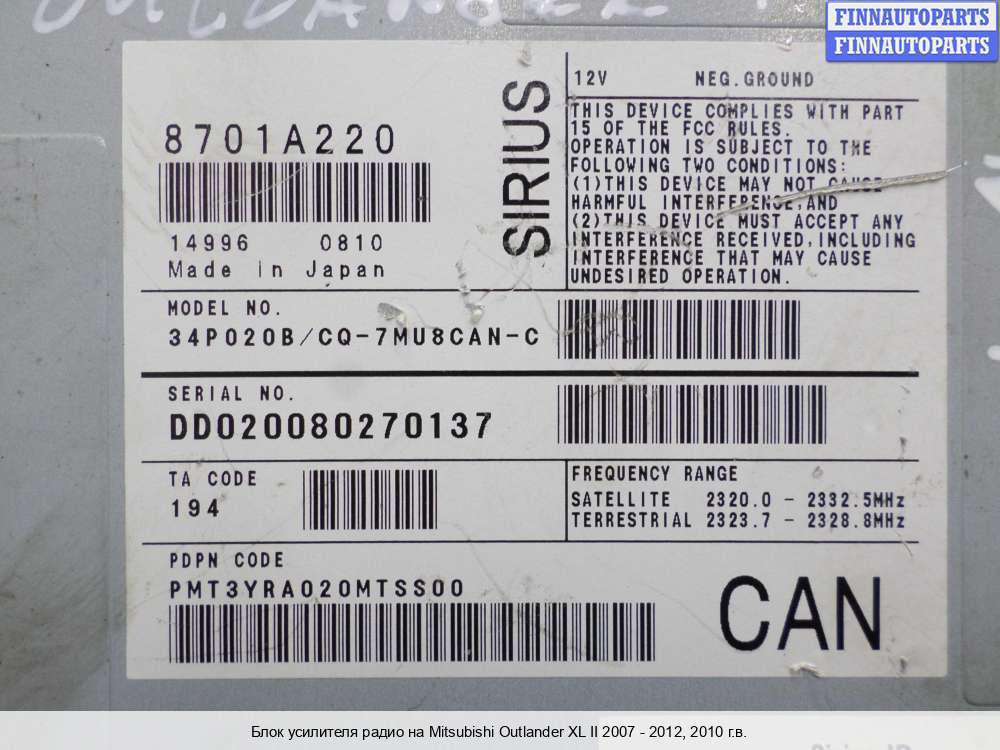 OUTLANDER
FINNAUTOPARTS
FINNAUTOPARTS
8701A220
14996 0810
Made in Japan
SIRIUS
12V NEG.GROUND
THIS DEVICE COMPLIES WITH PART
15 OF THE FCC RULES.
OPERATION IS SUBJECT TO THE
FOLLOWING TWO CONDITIONS:
(1)THIS DEVICE MAY NOT CAUSE
HARMFUL INTERFERENCE,AND
(2)THIS DEVICE MUST ACCEPT ANY
INTERFERENCE RECEIVED,INCLUDING
INTERFERENCE THAT MAY CAUSE
UNDESIRED OPERATION.
MODEL NO.
34P020B/CQ-7MU8CAN-C
SERIAL NO.
DD020080270137
TA CODE
194
FREQUENCY RANGE
SATELLITE 2320.0 - 2332.5MHz
TERRESTRIAL 2323.7 - 2328.8MHz
PDPN CODE
PMT3YRA020MTSS00
CAN
Блок усилителя радио на Mitsubishi Outlander XL II 2007 - 2012, 2010 г.в.